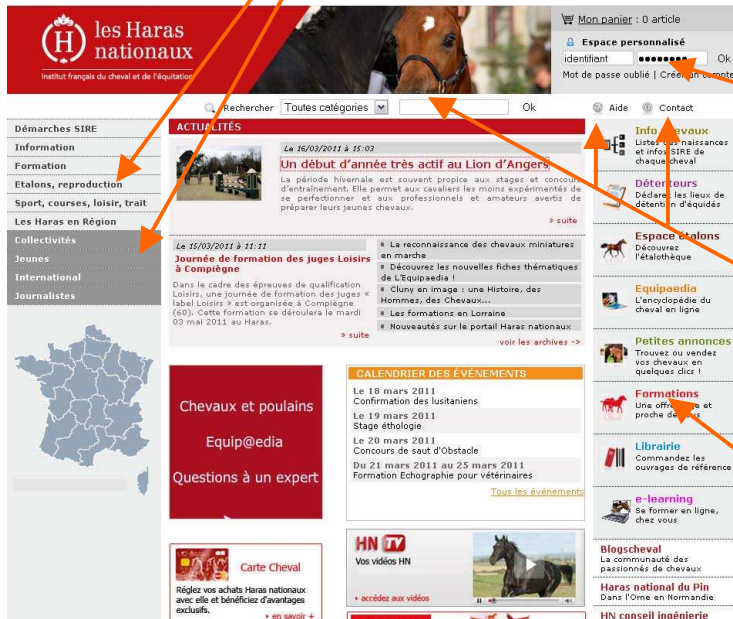 les Haras
nationaux
Institut français du cheval et de l'équitation
Mon panier : 0 article
Espace personnalisé
identifiant
Ok
Mot de passe oublié | Créer un compte
Rechercher
Toutes catégories
Ok
Aide
Contact
Démarches SIRE
Information
Formation
Etalons, reproduction
Sport, courses, loisir, trait
Les Haras en Région
Collectivités
Jeunes
International
Journalistes
ACTUALITÉS
Le 16/03/2011 à 15:03
Un début d'année très actif au Lion d'Angers
La période hivernale est souvent propice aux stages et concours
d'entraînement. Elle permet aux cavaliers les moins expérimentés de
se perfectionner et aux professionnels et amateurs avertis de
préparer leurs jeunes chevaux.
» suite
Le 15/03/2011 à 11:11
Journée de formation des juges Loisirs
à Compiègne
Dans le cadre des épreuves de qualification
Loisirs, une journée de formation des juges «
label Loisirs » est organisée à Compiègne
(60). Cette formation se déroulera le mardi
03 mai 2011 au Haras.
» suite
La reconnaissance des chevaux miniatures
en marche
Découvrez les nouvelles fiches thématiques
de L'Equipaedia !
Cluny en image : une Histoire, des
Hommes, des Chevaux...
Les formations en Lorraine
Nouveautés sur le portail Haras nationaux
voir les archives ->
Chevaux et poulains
Equip@edia
Questions à un expert
CALENDRIER DES ÉVÉNEMENTS
Le 18 mars 2011
Confirmation des lusitaniens
Le 19 mars 2011
Stage éthologie
Le 20 mars 2011
Concours de saut d'Obstacle
Du 21 mars 2011 au 25 mars 2011
Formation Echographie pour vétérinaires
Tous les événements
Carte Cheval
Réglez vos achats Haras nationaux
avec elle et bénéficiez d'avantages
exclusifs.
en savoir +
HN TV
Vos vidéos HN
accédez aux vidéos
Info chevaux
Listes des naissances
et infos SIRE de
chaque cheval
Détenteurs
Déclarez les lieux de
détention d'équidés
Espace étalons
Découvrez
l'étalothèque
Equipaedia
L'encyclopédie du
cheval en ligne
Petites annonces
Trouvez ou vendez
vos chevaux en
quelques clics !
Formations
Une offre et
proche de
Librairie
Commandez les
ouvrages de référence
e-learning
Se former en ligne,
chez vous
Blogscheval
La communauté des
passionnés de chevaux
Haras national du Pin
Dans l'Orne en Normandie
HN conseil ingénierie